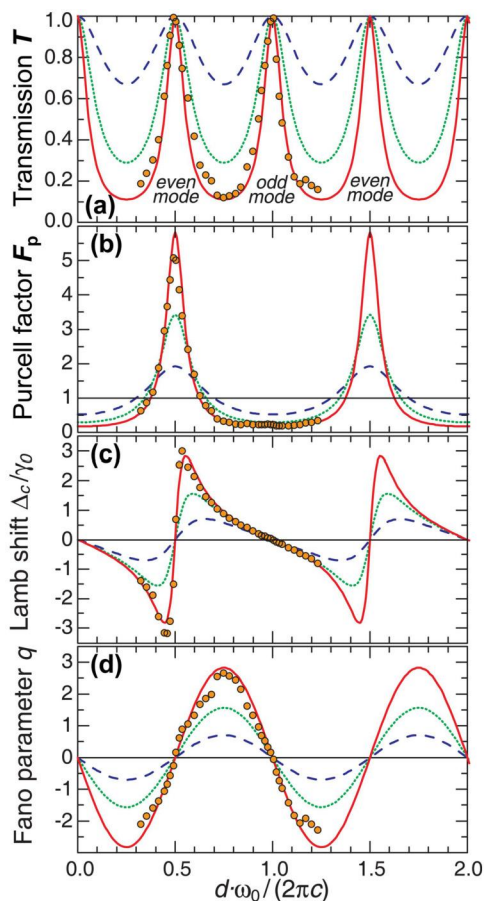 (a)
Transmission T
1.0
0.8
0.6
0.4
0.2
0.0
even mode
odd mode
even mode
(b)
Purcell factor Fp
5
4
3
2
1
0
(c)
Lamb shift Δc/γ0
3
2
1
0
-1
-2
-3
(d)
Fano parameter q
3
2
1
0
-1
-2
0.0 0.5 1.0 1.5 2.0
d·ω0/(2πc)